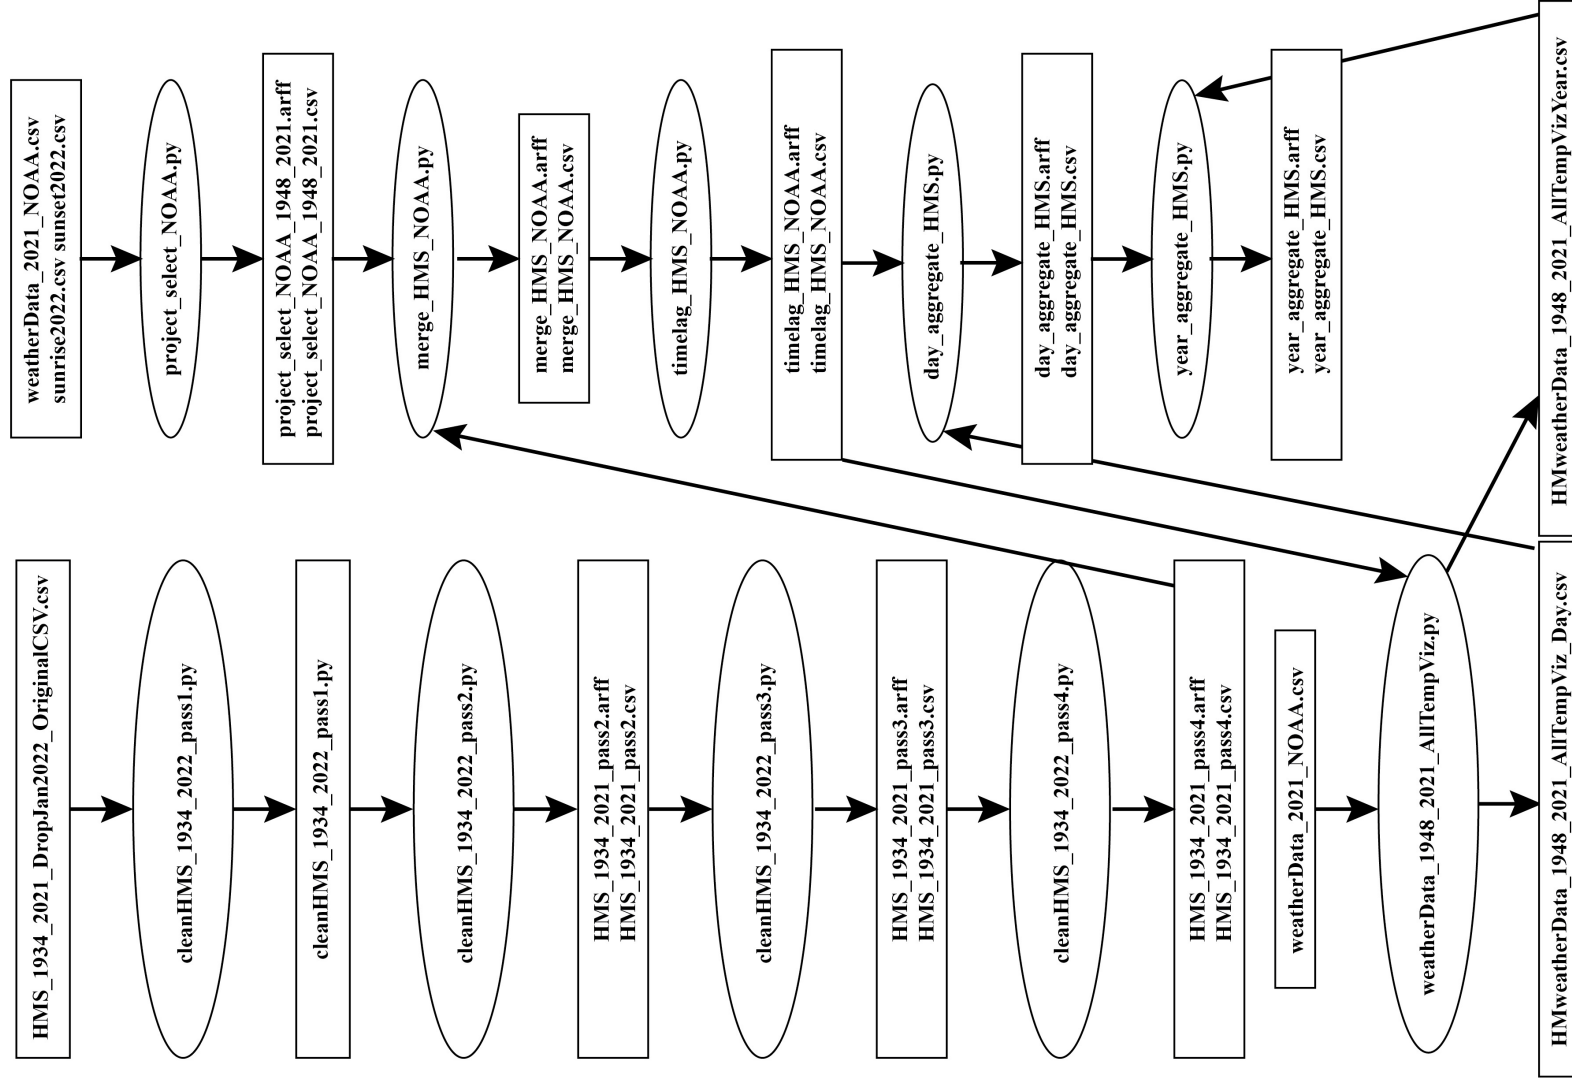 HMS_1934_2021_DropJan2022_OriginalCSV.csv
cleanHMS_1934_2022_pass1.py
cleanHMS_1934_2022_pass1.py
cleanHMS_1934_2022_pass2.py
HMS_1934_2021_pass2.arff
HMS_1934_2021_pass2.csv
cleanHMS_1934_2022_pass3.py
HMS_1934_2021_pass3.arff
HMS_1934_2021_pass3.csv
cleanHMS_1934_2022_pass4.py
HMS_1934_2021_pass4.arff
HMS_1934_2021_pass4.csv
weatherData_2021_NOAA.csv
weatherData_1948_2021_AllTempViz.py
HMweatherData_1948_2021_AllTempViz_Day.csv
weatherData_2021_NOAA.csv
sunrise2022.csv sunset2022.csv
project_select_NOAA.py
project_select_NOAA_1948_2021.arff
project_select_NOAA_1948_2021.csv
merge_HMS_NOAA.py
merge_HMS_NOAA.arff
merge_HMS_NOAA.csv
timelag_HMS_NOAA.py
timelag_HMS_NOAA.arff
timelag_HMS_NOAA.csv
day_aggregate_HMS.py
day_aggregate_HMS.arff
day_aggregate_HMS.csv
year_aggregate_HMS.py
year_aggregate_HMS.arff
year_aggregate_HMS.csv
HMweatherData_1948_2021_AllTempVizYear.csv